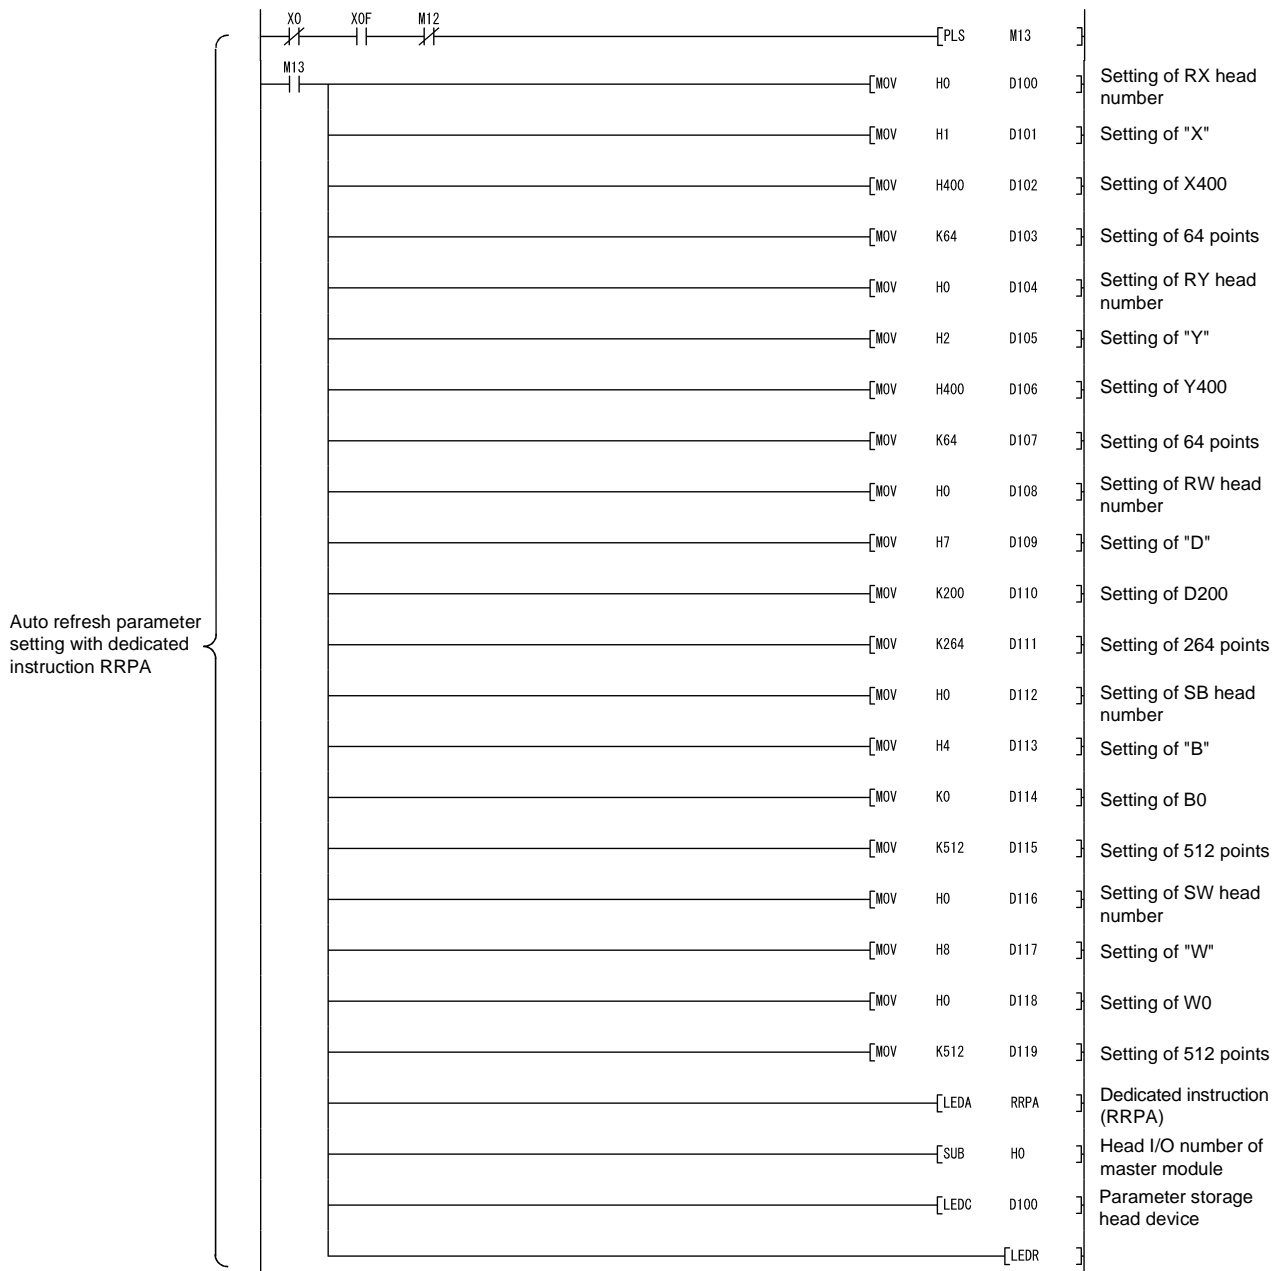 X0 X0F M12
[PLS M13 ]
M13
[MOV H0 D100 ] Setting of RX head
number
[MOV H1 D101 ] Setting of "X"
[MOV H400 D102 ] Setting of X400
[MOV K64 D103 ] Setting of 64 points
[MOV H0 D104 ] Setting of RY head
number
[MOV H2 D105 ] Setting of "Y"
[MOV H400 D106 ] Setting of Y400
[MOV K64 D107 ] Setting of 64 points
[MOV H0 D108 ] Setting of RW head
number
[MOV H7 D109 ] Setting of "D"
[MOV K200 D110 ] Setting of D200
Auto refresh parameter
setting with dedicated
instruction RRPA
[MOV K264 D111 ] Setting of 264 points
[MOV H0 D112 ] Setting of SB head
number
[MOV H4 D113 ] Setting of "B"
[MOV K0 D114 ] Setting of B0
[MOV K512 D115 ] Setting of 512 points
[MOV H0 D116 ] Setting of SW head
number
[MOV H8 D117 ] Setting of "W"
[MOV H0 D118 ] Setting of W0
[MOV K512 D119 ] Setting of 512 points
[LEDA RRPA ] Dedicated instruction
(RRPA)
[SUB H0 ] Head I/O number of
master module
[LEDC D100 ] Parameter storage
head device
[LEDR ]